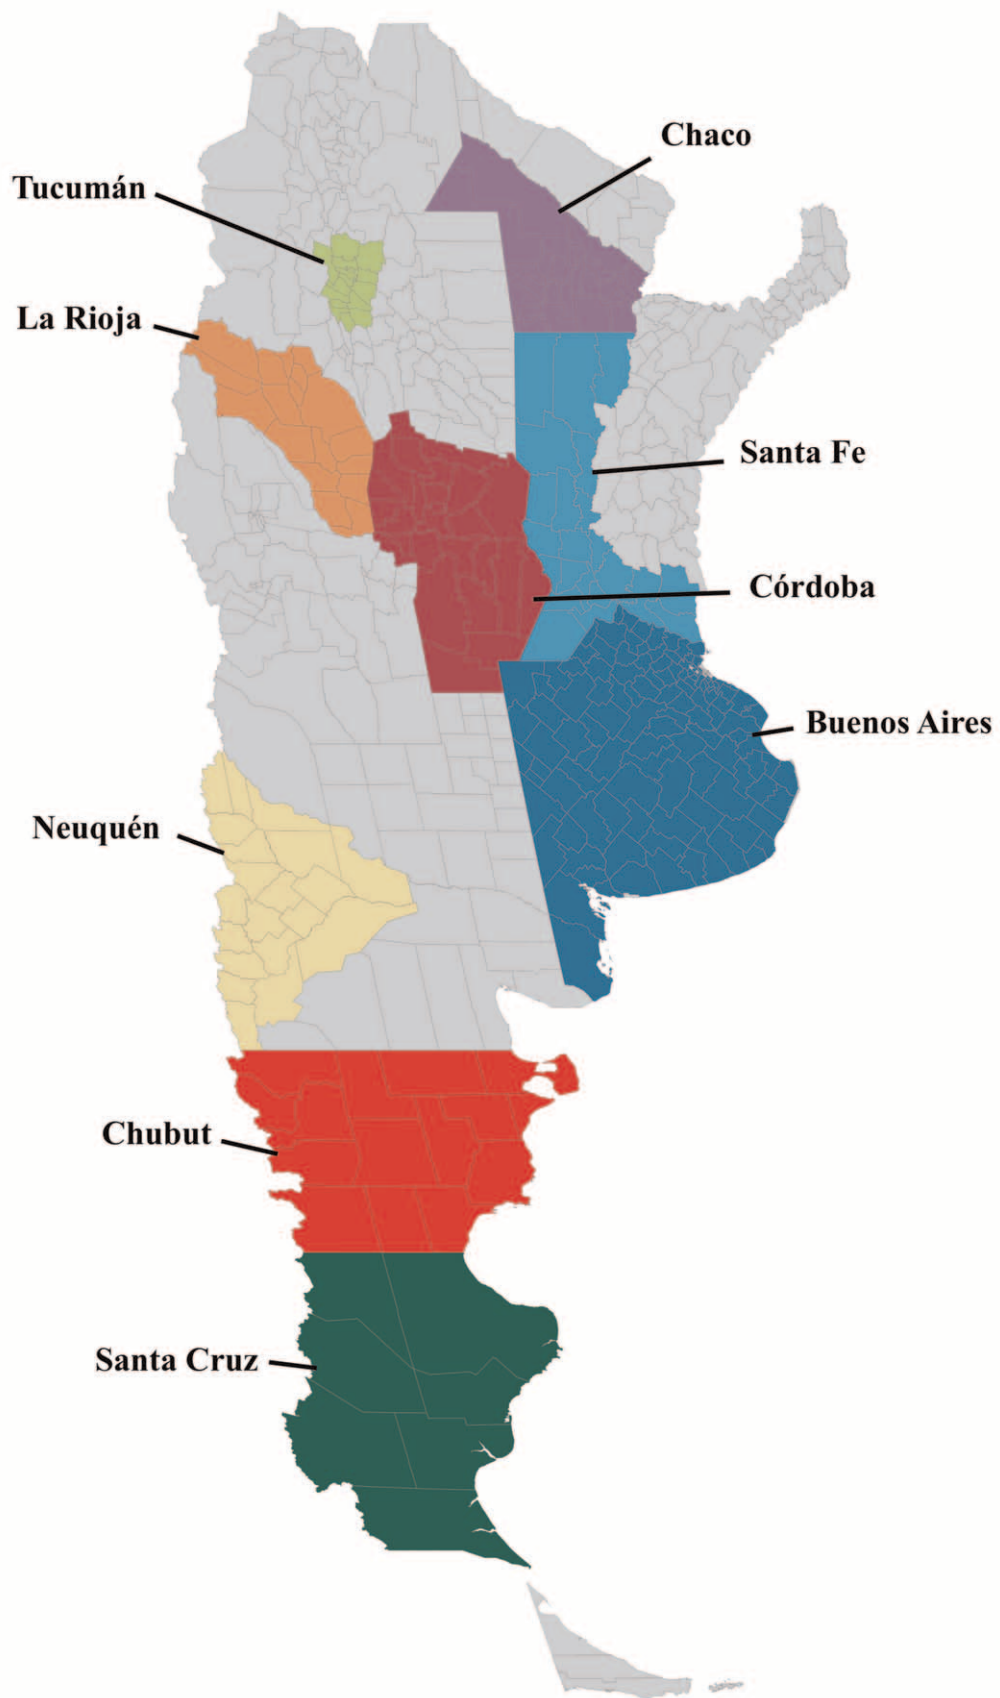 Chaco
Tucumán
La Rioja
Santa Fe
Córdoba
Buenos Aires
Neuquén
Chubut
Santa Cruz